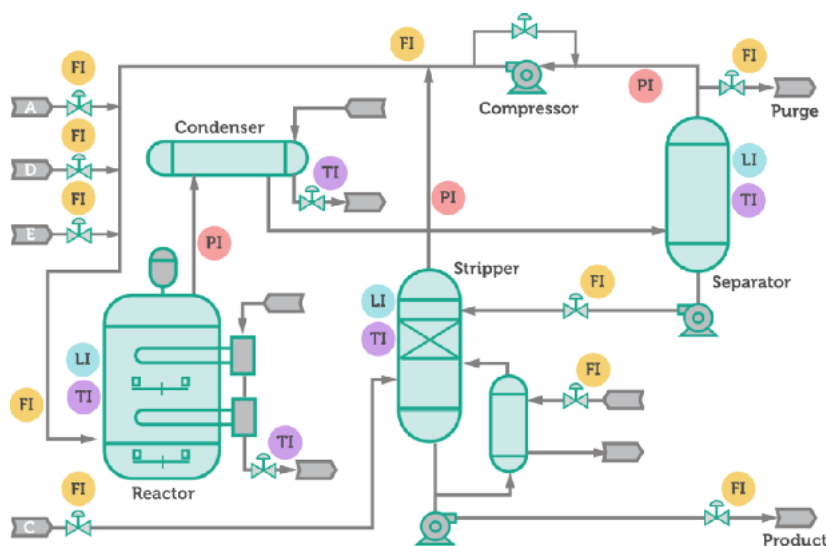 FI
FI
FI
A
Compressor
PI
Purge
Condenser
FI
D
TI
LI
TI
FI
E
PI
PI
Stripper
Separator
FI
LI
TI
LI
TI
FI
FI
TI
FI
Reactor
FI
C
Product